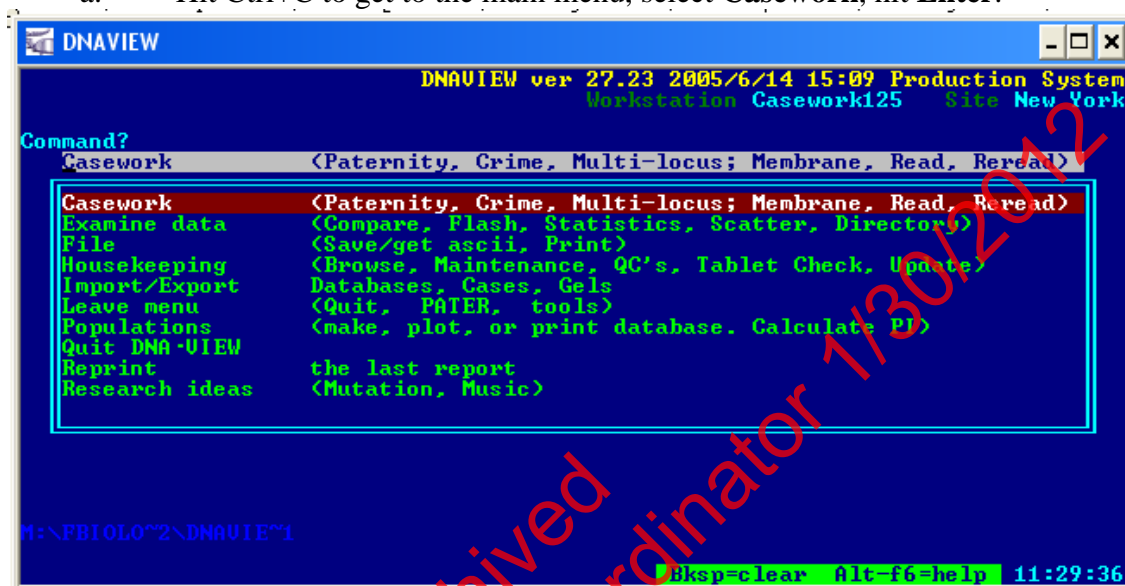 a. Hit Ctrl+C to get to the main menu, select Casework, hit Enter.
DNAVIEW
DNAVIEW ver 27.23 2005/6/14 15:09 Production System
Workstation Casework125 Site New York
Command?
Casework (Paternity, Crime, Multi-locus; Membrane, Read, Reread)
Casework (Paternity, Crime, Multi-locus; Membrane, Read, Reread)
Examine data (Compare, Flash, Statistics, Scatter, Directory)
File (Save/get ascii, Print)
Housekeeping (Browse, Maintenance, QC's, Tablet Check, Update)
Import/Export Databases, Cases, Gels
Leave menu (Quit, PATER, tools)
Populations (make, plot, or print database. Calculate PI)
Quit DNA·VIEW
Reprint the last report
Research ideas (Mutation, Music)
M:\FBIOLO~2\DNAVIE~1
Bksp=clear Alt-f6=help 11:29:36
hived
rdinator 1/30/2012